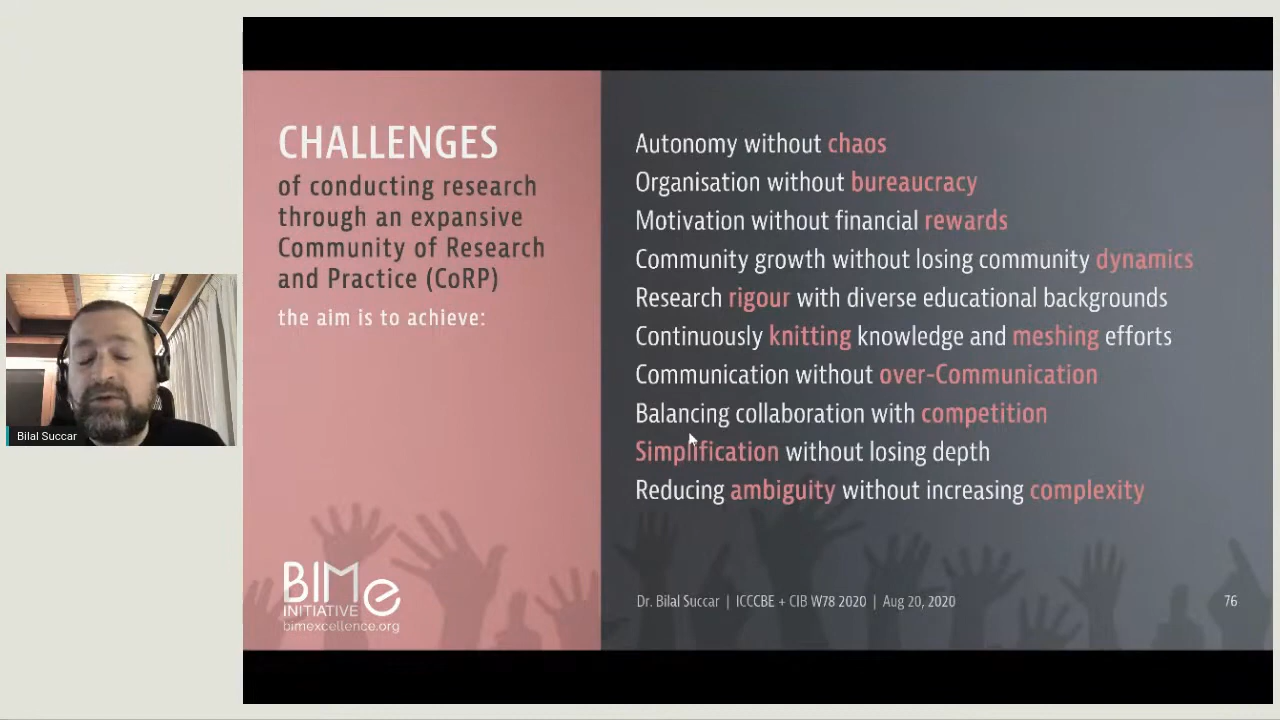 CHALLENGES
of conducting research
through an expansive
Community of Research
and Practice (CoRP)
the aim is to achieve:
Autonomy without chaos
Organisation without bureaucracy
Motivation without financial rewards
Community growth without losing community dynamics
Research rigour with diverse educational backgrounds
Continuously knitting knowledge and meshing efforts
Communication without over-Communication
Balancing collaboration with competition
Simplification without losing depth
Reducing ambiguity without increasing complexity
Bilal Succar
BIMe
INITIATIVE
bimexcellence.org
Dr. Bilal Succar | ICCCBE + CIB W78 2020 | Aug 20, 2020
76